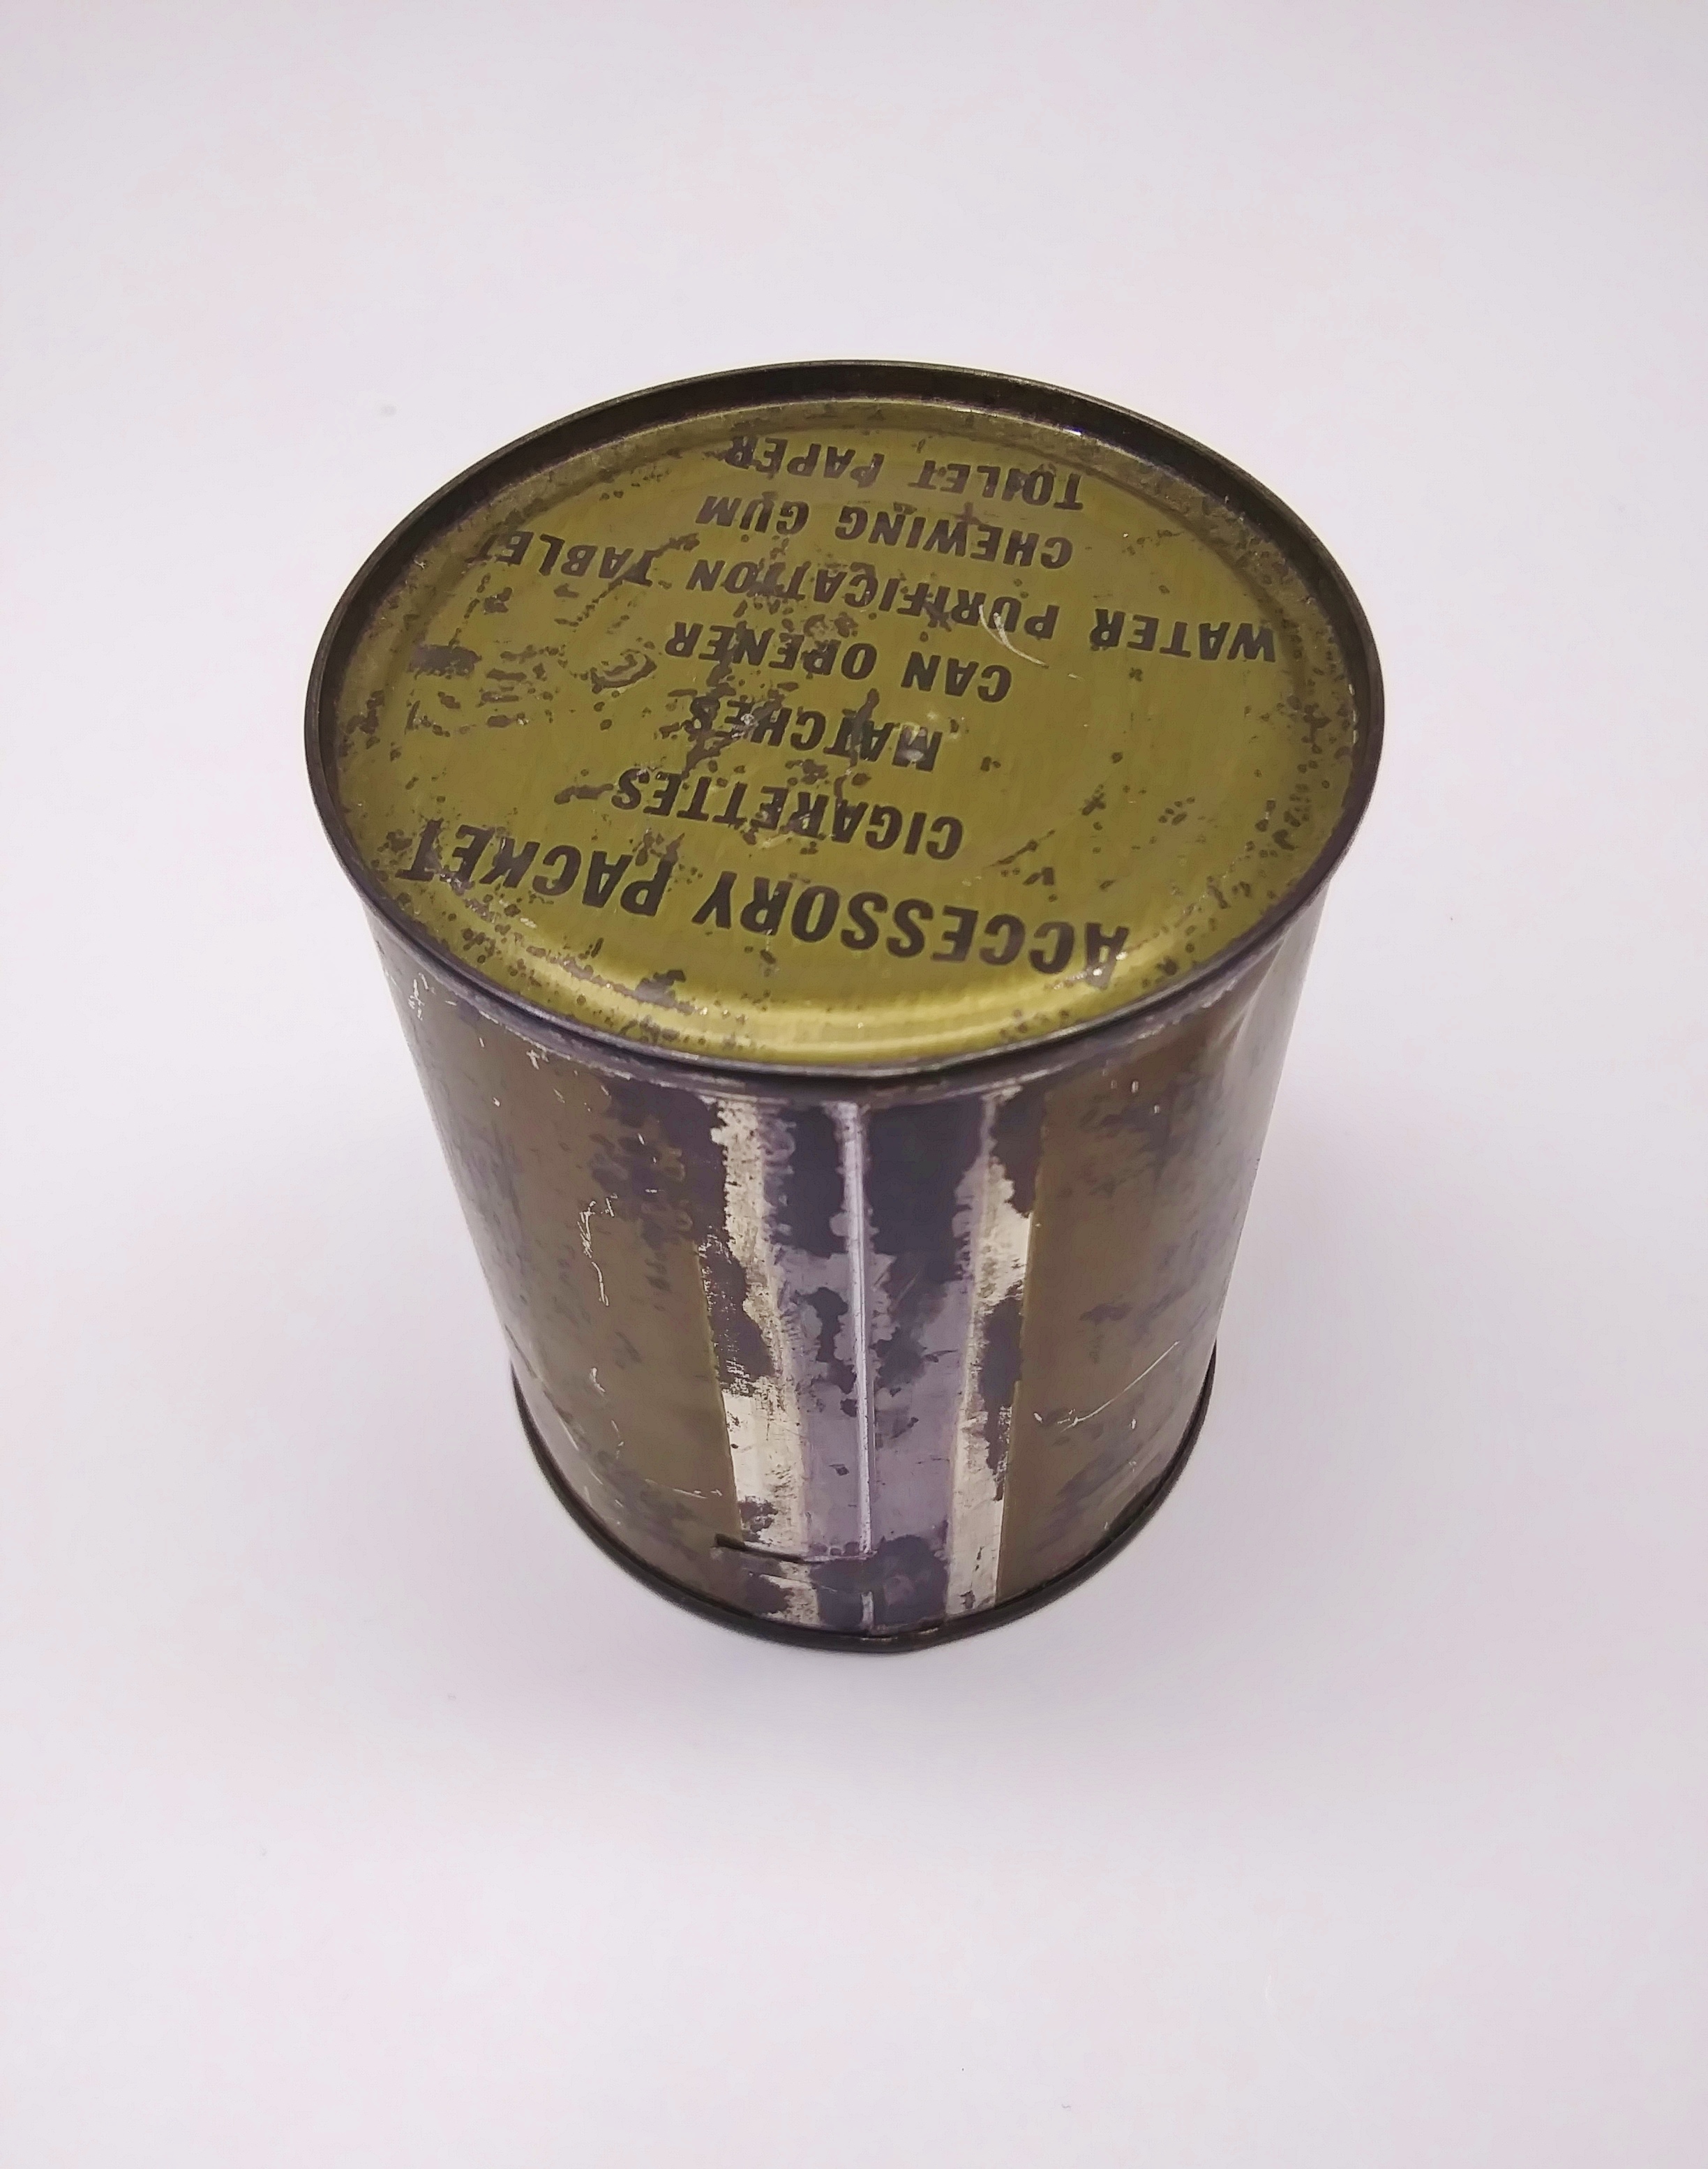 ACCESSORY PACKET
CIGARETTES
MATCHES
CAN OPENER
WATER PURIFICATION TABLET
CHEWING GUM
TOILET PAPER